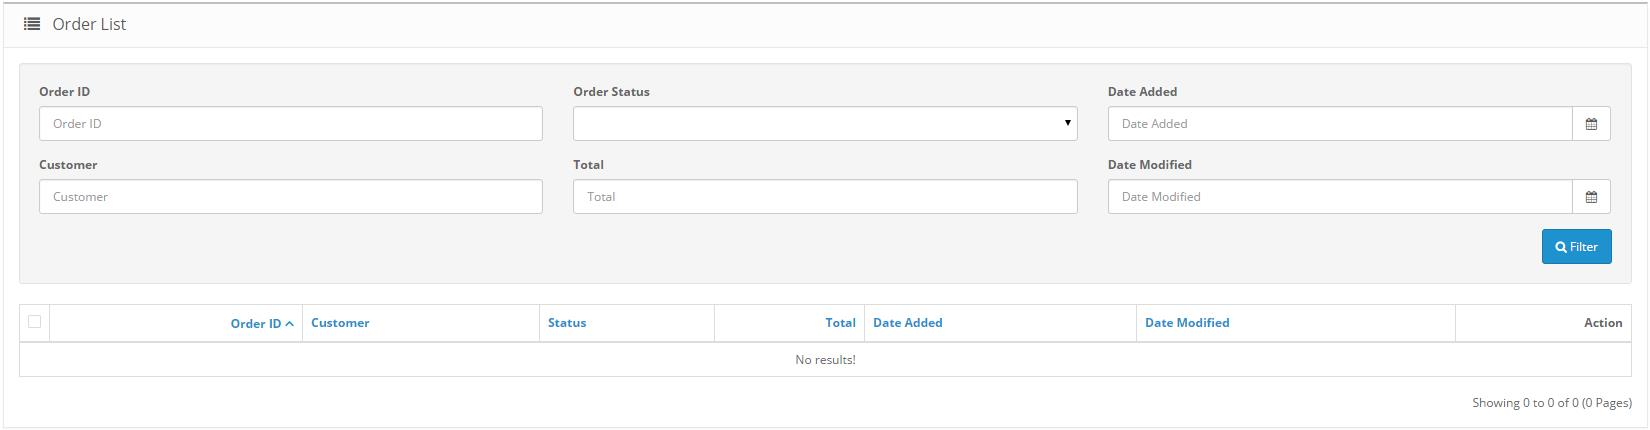 Order List
Order ID Order Status Date Added
Order ID Date Added
Customer Total Date Modified
Customer Total Date Modified
Filter
Order ID Customer Status Total Date Added Date Modified Action
No results!
Showing 0 to 0 of 0 (0 Pages)